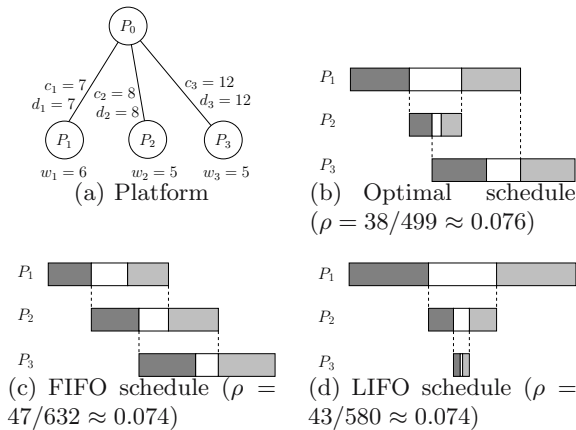 P0
c1 = 7
d1 = 7
c2 = 8
d2 = 8
c3 = 12
d3 = 12
P1
P2
P3
w1 = 6
w2 = 5
w3 = 5
(a) Platform
P1
P2
P3
(b) Optimal schedule
(ρ = 38/499 ≈ 0.076)
P1
P2
P3
(c) FIFO schedule (ρ =
47/632 ≈ 0.074)
P1
P2
P3
(d) LIFO schedule (ρ =
43/580 ≈ 0.074)